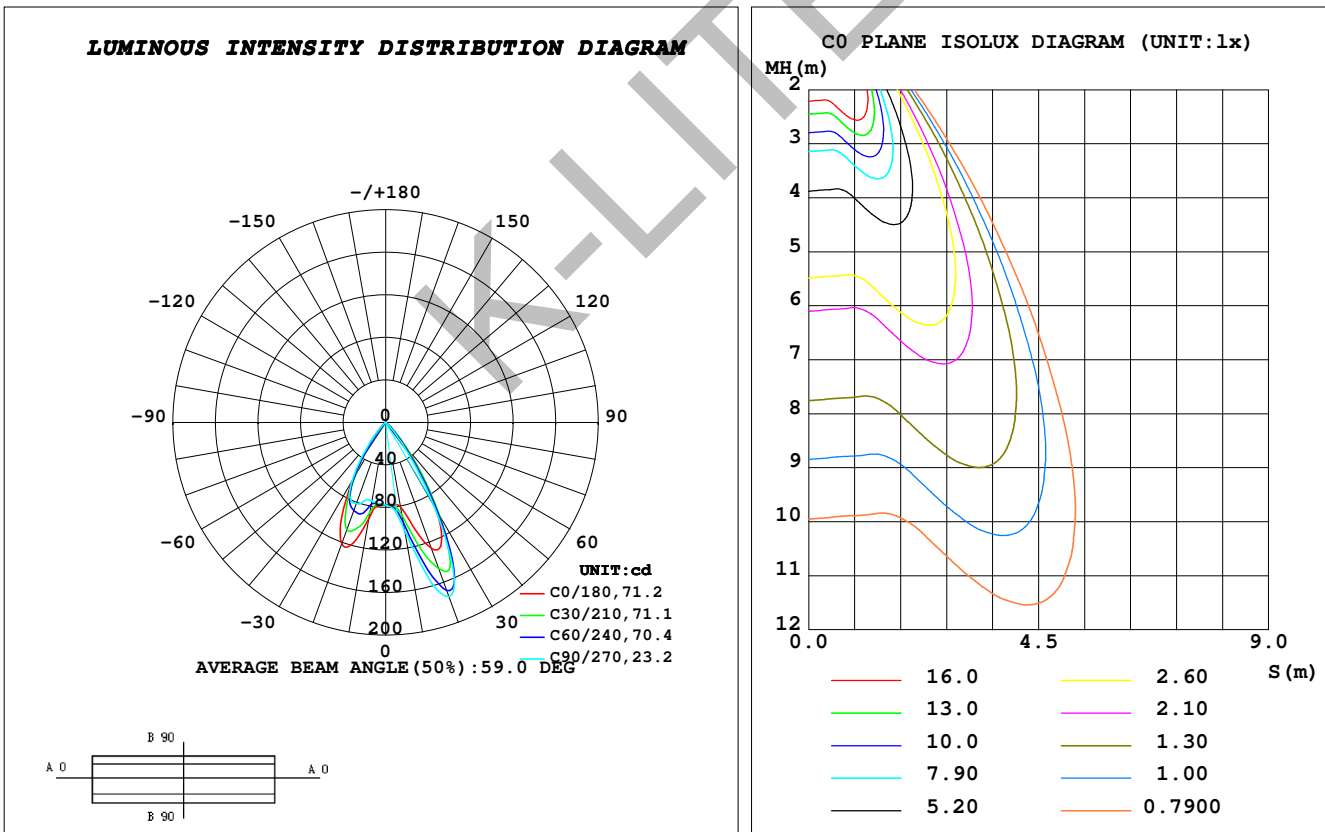 LUMINOUS INTENSITY DISTRIBUTION DIAGRAM
-/+180
-150
150
-120
120
-90
90
-60
60
-30
30
0
0
40
80
120
160
200
UNIT:cd
C0/180,71.2
C30/210,71.1
C60/240,70.4
C90/270,23.2
AVERAGE BEAM ANGLE(50%):59.0 DEG
B 90
A 0
A 0
B 90
C0 PLANE ISOLUX DIAGRAM (UNIT:lx)
MH(m)
2
3
4
5
6
7
8
9
10
11
12
0.0
4.5
9.0
S(m)
16.0
2.60
13.0
2.10
10.0
1.30
7.90
1.00
5.20
0.7900
K-LITE